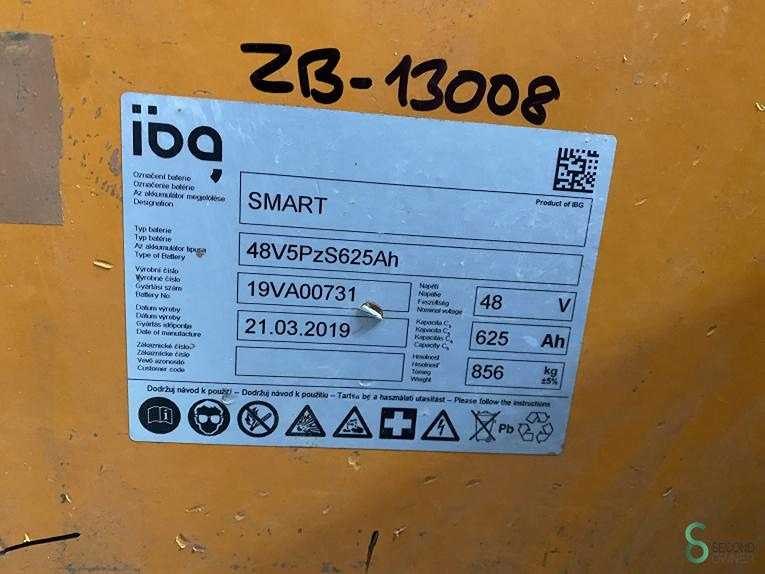 ZB-13008
ibg
Označení baterie
Označenie batérie
Az akkumulátor megjelölése
Designation
SMART
Product of IBG
Typ baterie
Typ batérie
Az akkumulátor típusa
Type of Battery
48V5PzS625Ah
Výrobní číslo
Výrobné číslo
Gyártási szám
Battery No
19VA00731
Napětí
Napätie
Feszültség
Nominal voltage
48 V
Datum výroby
Dátum výroby
Gyártás időpontja
Date of manufacture
21.03.2019
Kapacita C5
Kapacita C5
Kapacitás C5
Capacity C5
625 Ah
Zákaznické číslo
Zákaznícke číslo
Vevő azonosító
Customer code
Hmotnost
Hmotnosť
Tömeg
Weight
856 kg
±5%
Dodržuj návod k použití – Dodržuj návod k použitiu – Tartsa be a használati utasítást – Please follow the instructions
Pb
SECOND
OWNER